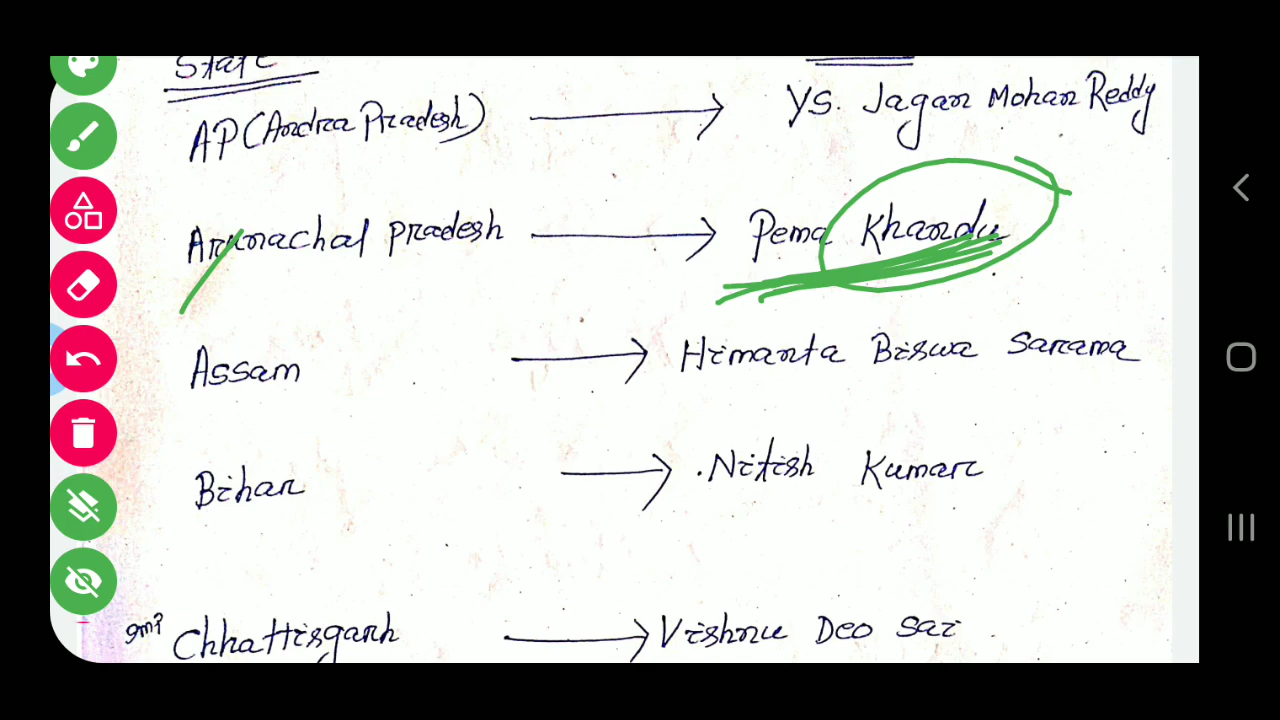 State
AP (Andra Pradesh) → YS. Jagan Mohan Reddy
Arunachal pradesh → Pema Khandu
Assam → Himanta Biswa Sarama
Bihar → .Nitish Kumar
Chhattisgarh → Vishnu Deo sai